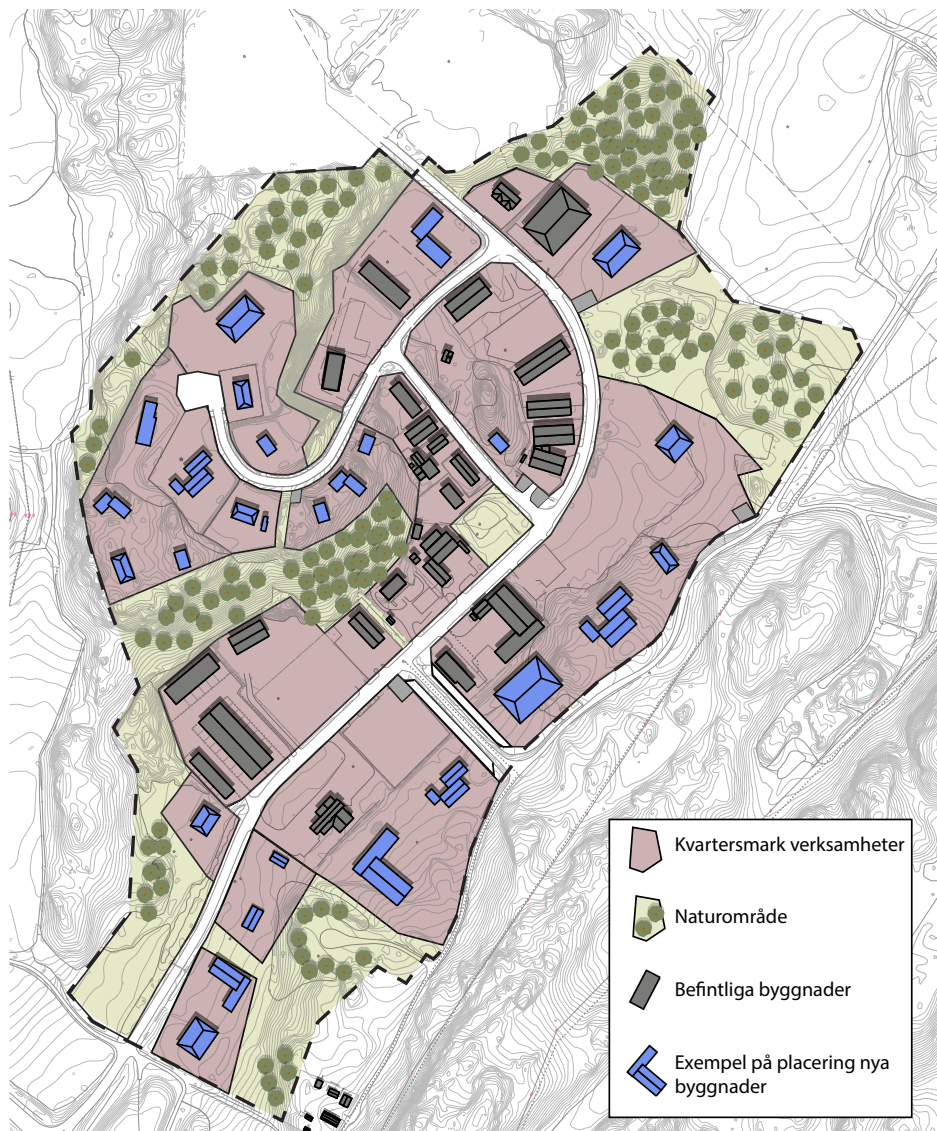 Kvartersmark verksamheter
Naturområde
Befintliga byggnader
Exempel på placering nya
byggnader